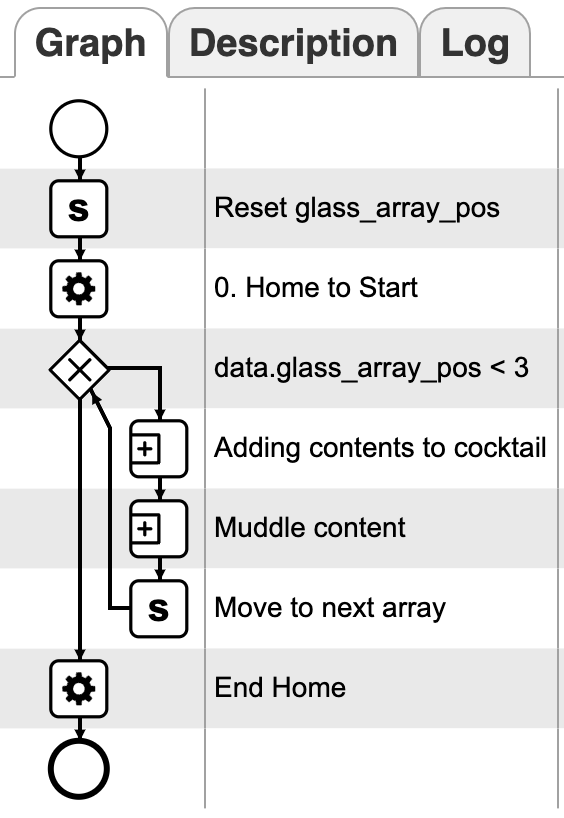 Graph Description Log
s Reset glass_array_pos
0. Home to Start
data.glass_array_pos < 3
Adding contents to cocktail
Muddle content
s Move to next array
End Home